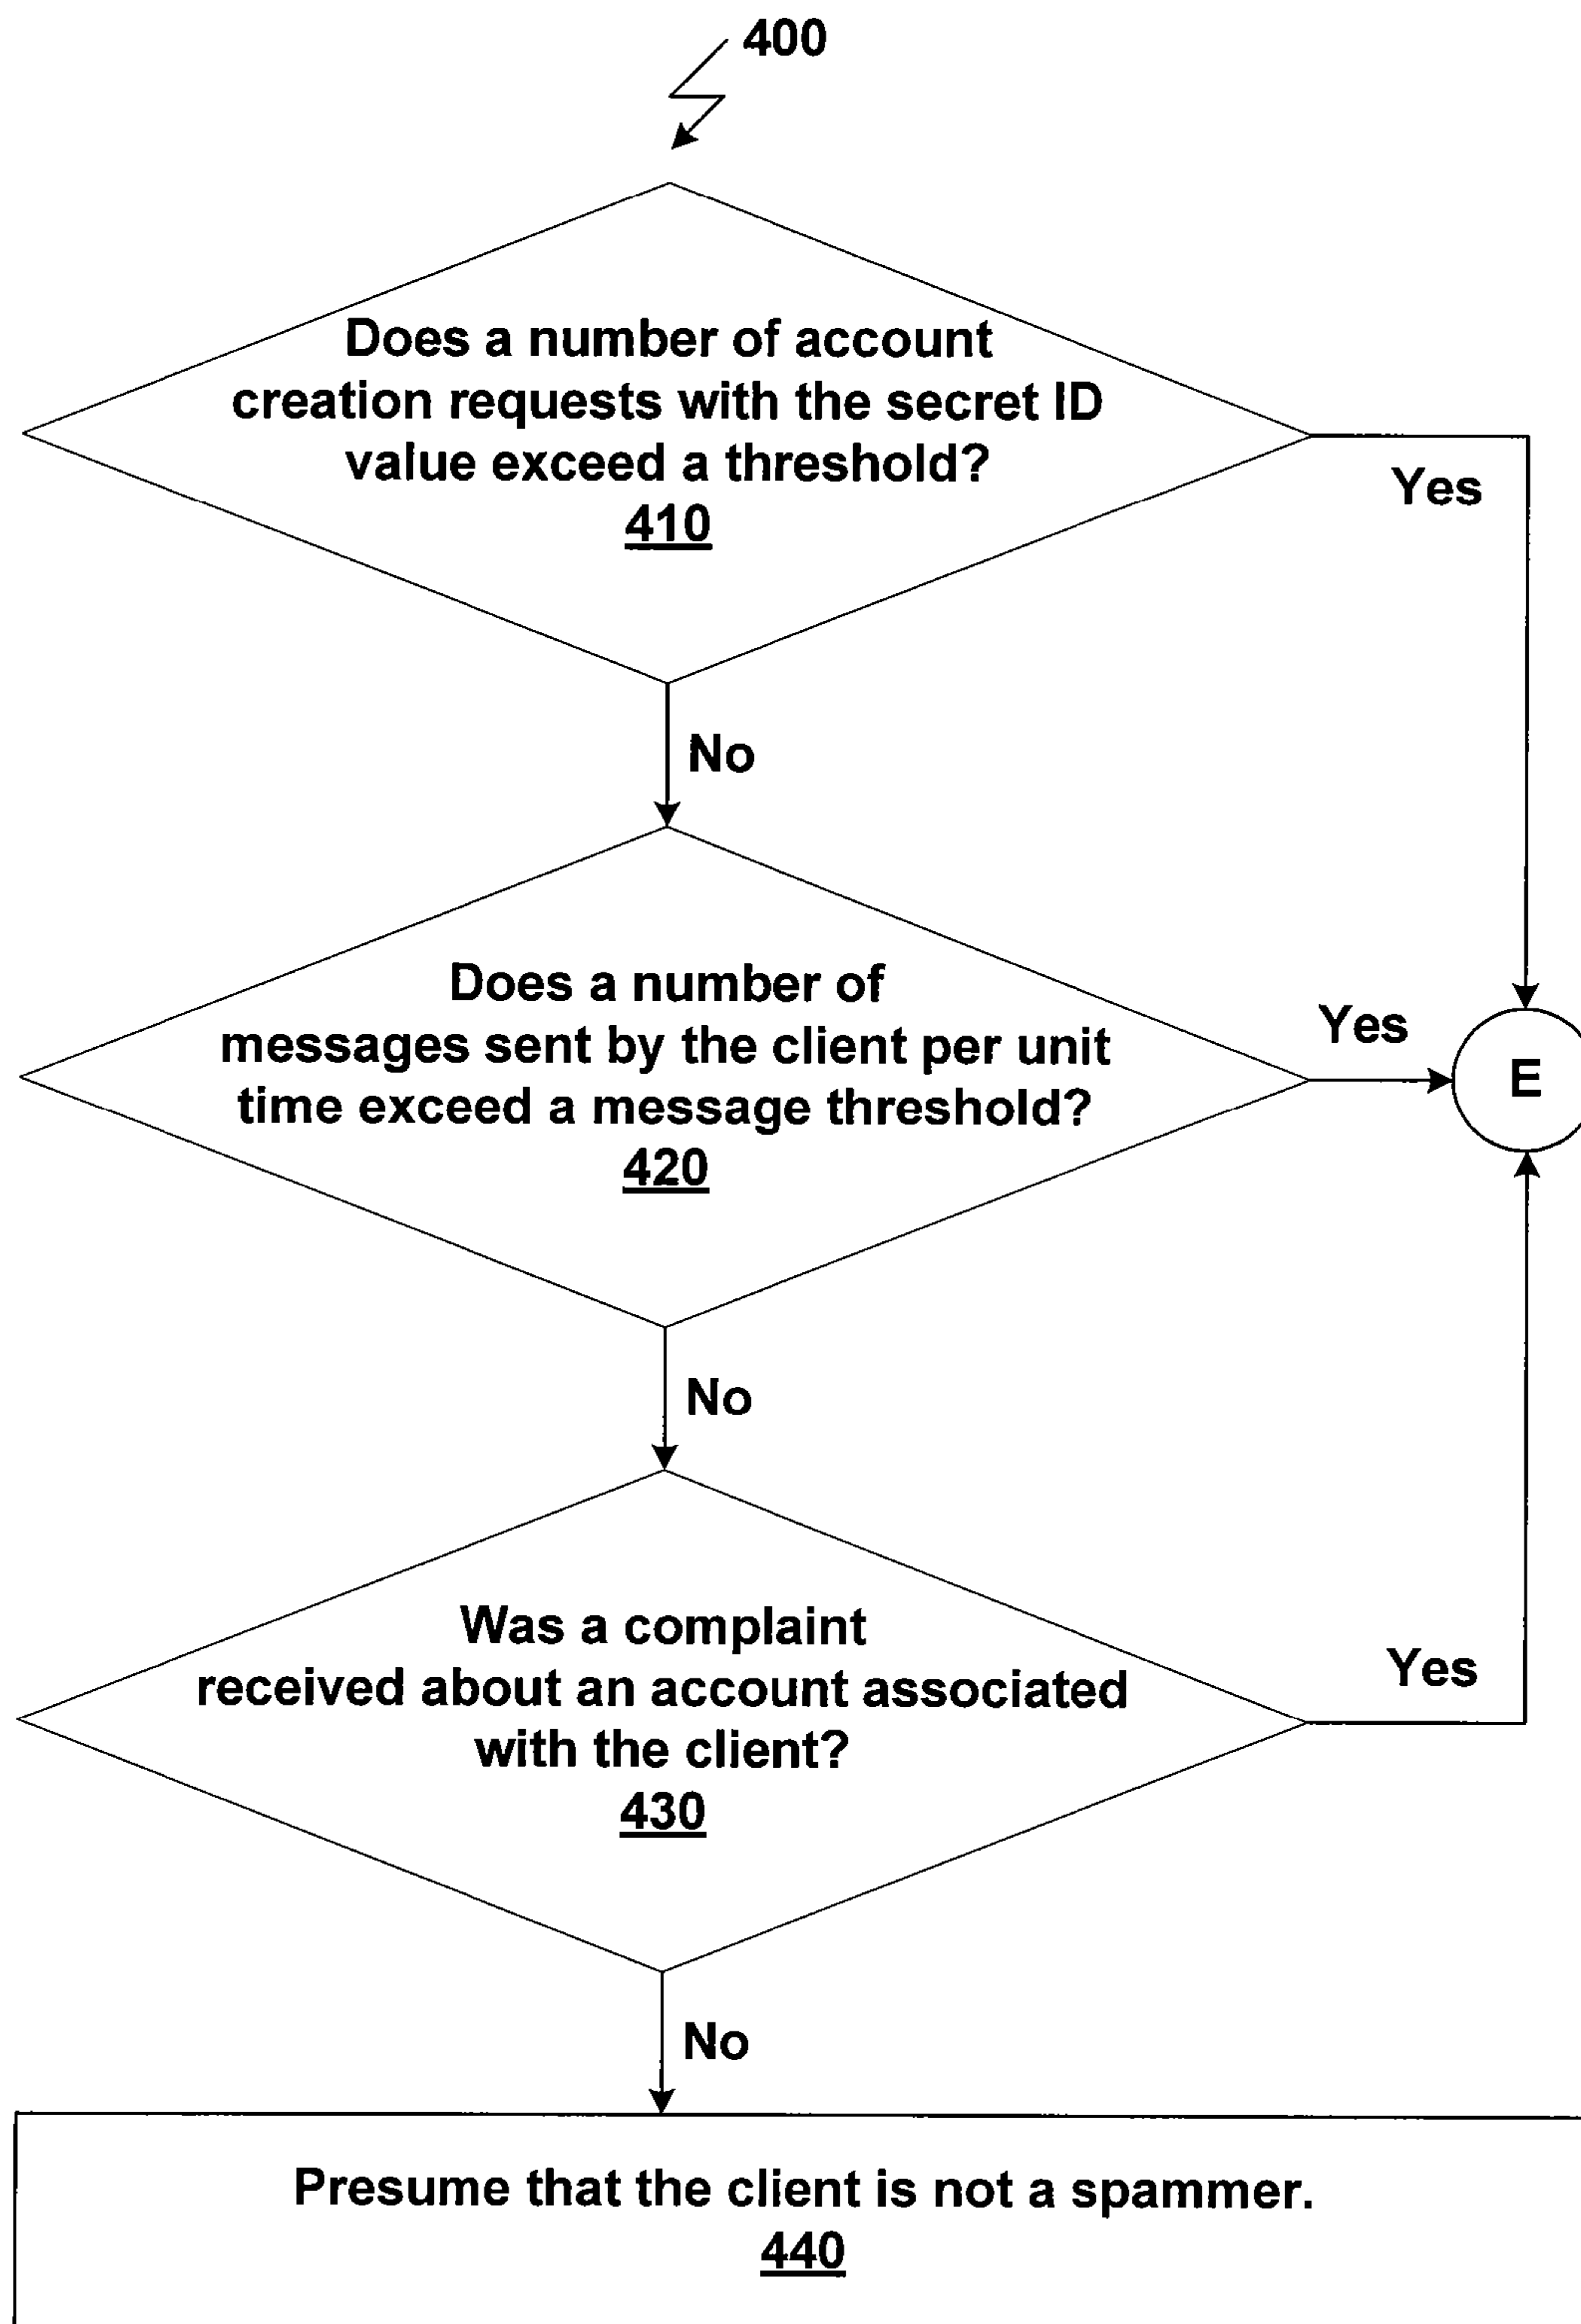 400
Does a number of account
creation requests with the secret ID
value exceed a threshold?
410
Yes
No
Does a number of
messages sent by the client per unit
time exceed a message threshold?
420
Yes
E
No
Was a complaint
received about an account associated
with the client?
430
Yes
No
Presume that the client is not a spammer.
440